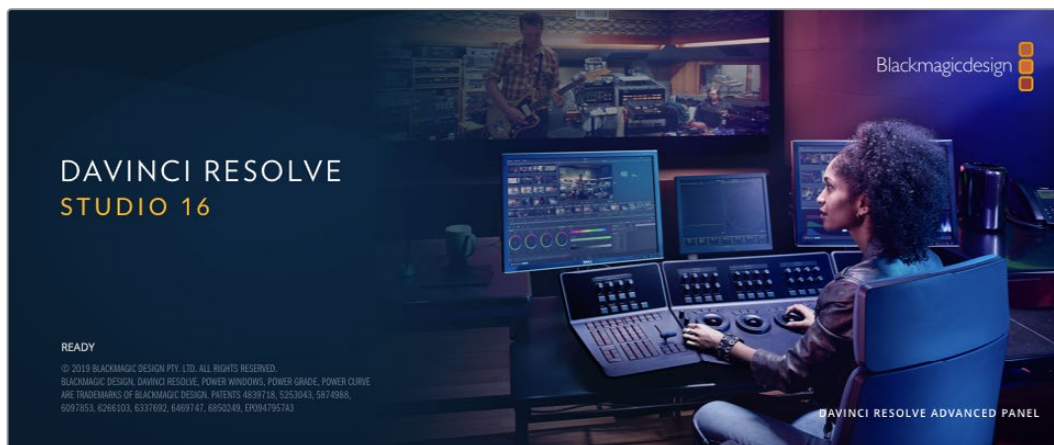 Blackmagicdesign
DAVINCI RESOLVE
STUDIO 16
READY
© 2019 BLACKMAGIC DESIGN PTY. LTD. ALL RIGHTS RESERVED.
BLACKMAGIC DESIGN, DAVINCI RESOLVE, POWER WINDOWS, POWER GRADE, POWER CURVE
ARE TRADEMARKS OF BLACKMAGIC DESIGN. PATENTS 4839718, 5253043, 5874988,
6097853, 6266103, 6337692, 6469747, 6850249, EP0947957A3
DAVINCI RESOLVE ADVANCED PANEL